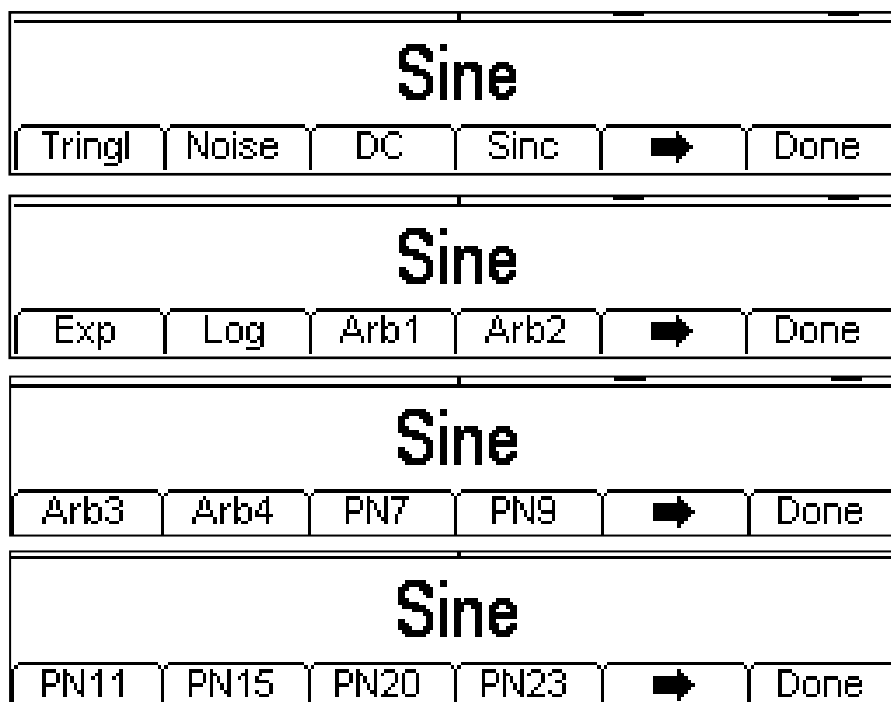 Sine
Tringl Noise DC Sinc ➡ Done
Sine
Exp Log Arb1 Arb2 ➡ Done
Sine
Arb3 Arb4 PN7 PN9 ➡ Done
Sine
PN11 PN15 PN20 PN23 ➡ Done